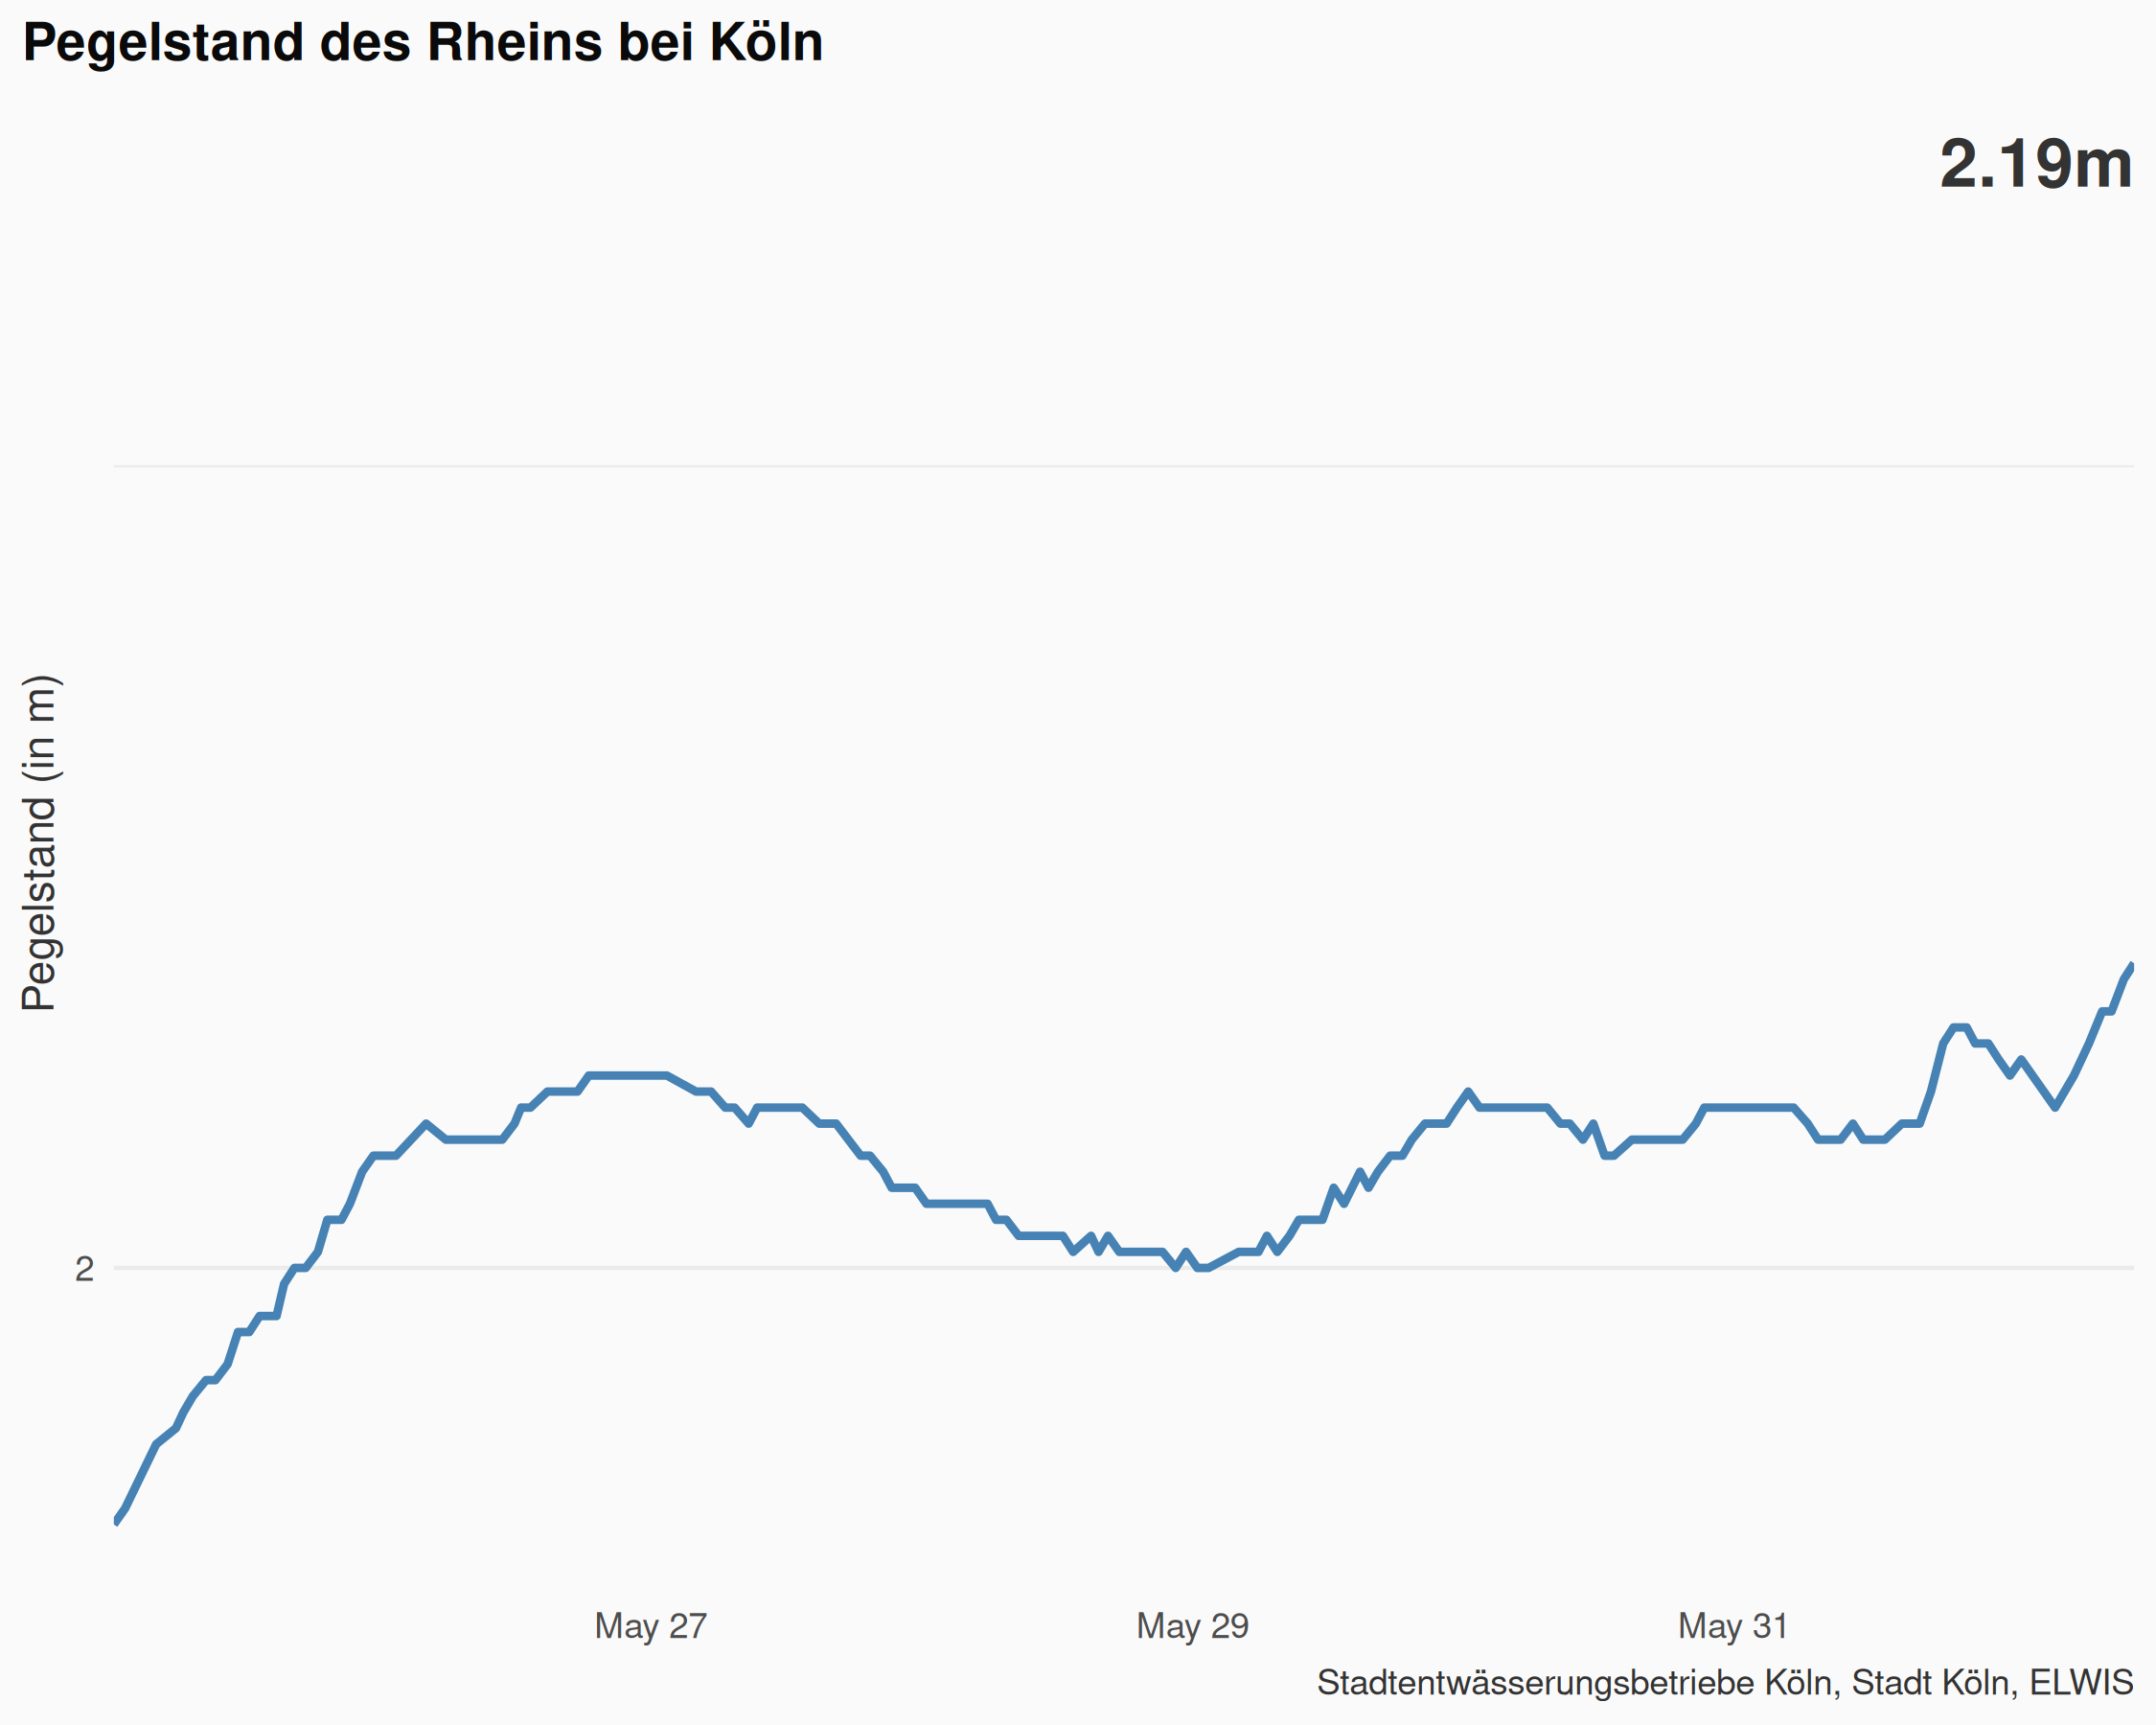 Pegelstand des Rheins bei Köln
2.19m
Pegelstand (in m)
2
May 27
May 29
May 31
Stadtentwässerungsbetriebe Köln, Stadt Köln, ELWIS